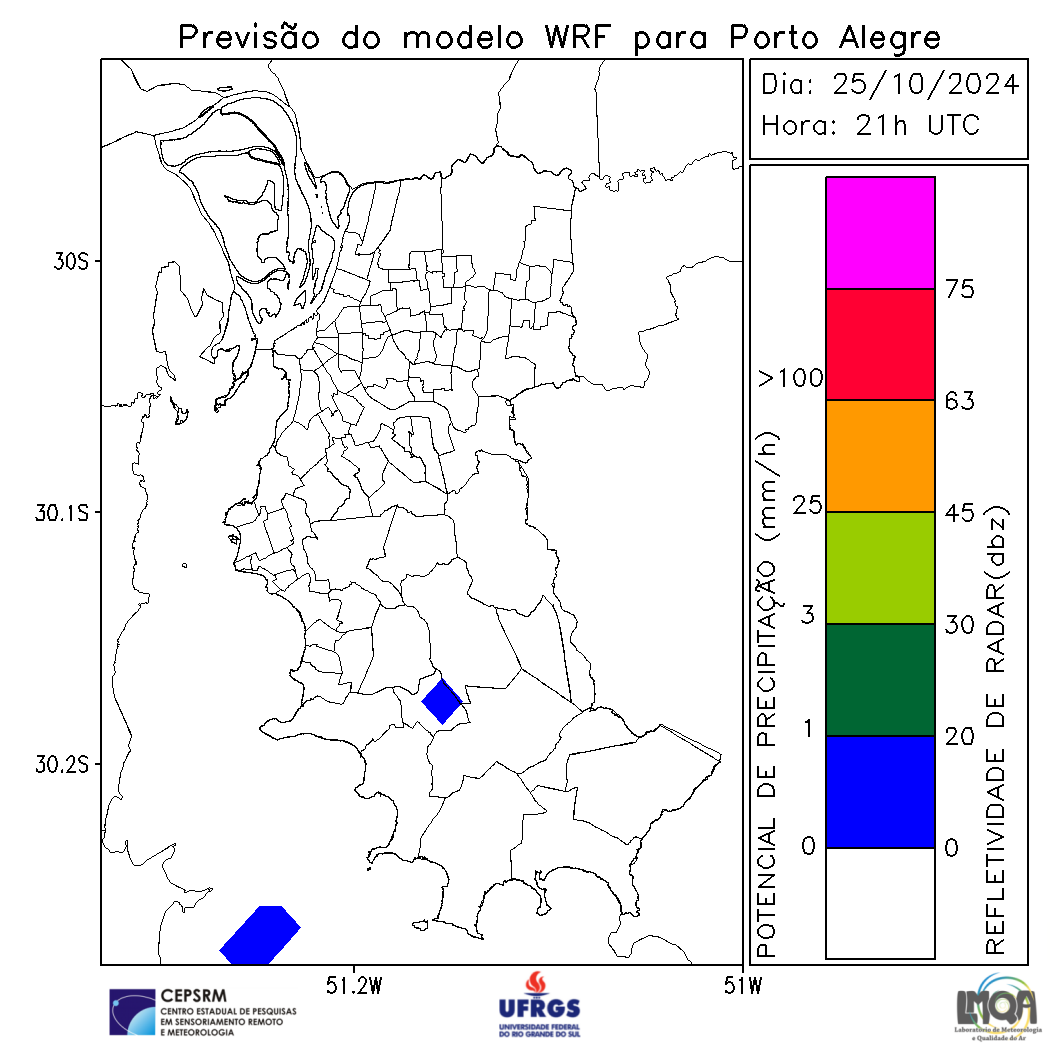 Previsão do modelo WRF para Porto Alegre
Dia: 25/10/2024
Hora: 21h UTC
30S
30.1S
30.2S
51.2W
51W
POTENCIAL DE PRECIPITAÇÃO (mm/h)
>100
25
3
1
0
75
63
45
30
20
0
REFLETIVIDADE DE RADAR(dbz)
CEPSRM
CENTRO ESTADUAL DE PESQUISAS
EM SENSORIAMENTO REMOTO
E METEOROLOGIA
UFRGS
UNIVERSIDADE FEDERAL
DO RIO GRANDE DO SUL
LMQA
Laboratório de Meteorologia
e Qualidade do Ar